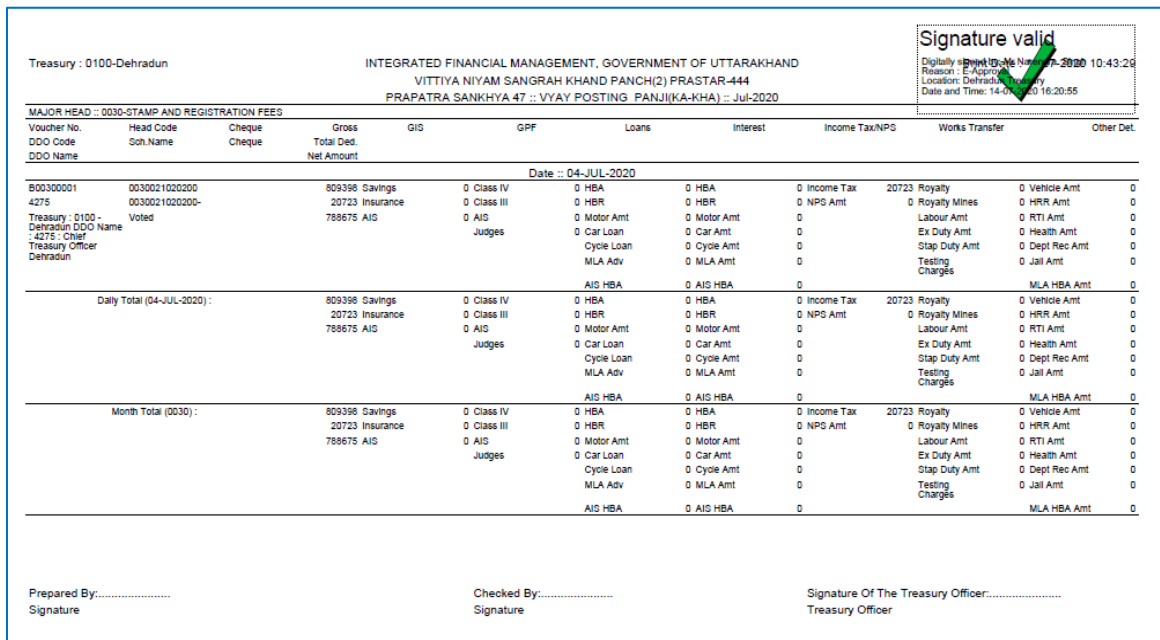 Signature valid
Treasury : 0100-Dehradun
INTEGRATED FINANCIAL MANAGEMENT, GOVERNMENT OF UTTARAKHAND
Digitally signed by
Print Date 2020 10:43:29
Reason : E-Approval
Location: Dehradun Treasury
Date and Time: 14-07-2020 16:20:55
VITTIYA NIYAM SANGRAH KHAND PANCH(2) PRASTAR-444
PRAPATRA SANKHYA 47 :: VYAY POSTING PANJI(KA-KHA) :: Jul-2020
MAJOR HEAD :: 0030-STAMP AND REGISTRATION FEES
Voucher No. Head Code Cheque Gross GIS GPF Loans Interest Income Tax/NPS Works Transfer Other Det.
DDO Code Sch.Name Cheque Total Ded.
DDO Name Net Amount
Date :: 04-JUL-2020
B00300001 0030021020200 809398 Savings 0 Class IV 0 HBA 0 HBA 0 Income Tax 20723 Royalty 0 Vehicle Amt 0
4275 0030021020200- 20723 Insurance 0 Class III 0 HBR 0 HBR 0 NPS Amt 0 Royalty Mines 0 HRR Amt 0
Treasury : 0100 - Voted 788675 AIS 0 AIS 0 Motor Amt 0 Motor Amt 0 Labour Amt 0 RTI Amt 0
Dehradun DDO Name
: 4275 : Chief Judges 0 Car Loan 0 Car Amt 0 Ex Duty Amt 0 Health Amt 0
Treasury Officer Cycle Loan 0 Cycle Amt 0 Stap Duty Amt 0 Dept Rec Amt 0
Dehradun
MLA Adv 0 MLA Amt 0 Testing 0 Jail Amt 0
Charges
AIS HBA 0 AIS HBA 0 MLA HBA Amt 0
Daily Total (04-JUL-2020) : 809398 Savings 0 Class IV 0 HBA 0 HBA 0 Income Tax 20723 Royalty 0 Vehicle Amt 0
20723 Insurance 0 Class III 0 HBR 0 HBR 0 NPS Amt 0 Royalty Mines 0 HRR Amt 0
788675 AIS 0 AIS 0 Motor Amt 0 Motor Amt 0 Labour Amt 0 RTI Amt 0
Judges 0 Car Loan 0 Car Amt 0 Ex Duty Amt 0 Health Amt 0
Cycle Loan 0 Cycle Amt 0 Stap Duty Amt 0 Dept Rec Amt 0
MLA Adv 0 MLA Amt 0 Testing 0 Jail Amt 0
Charges
AIS HBA 0 AIS HBA 0 MLA HBA Amt 0
Month Total (0030) : 809398 Savings 0 Class IV 0 HBA 0 HBA 0 Income Tax 20723 Royalty 0 Vehicle Amt 0
20723 Insurance 0 Class III 0 HBR 0 HBR 0 NPS Amt 0 Royalty Mines 0 HRR Amt 0
788675 AIS 0 AIS 0 Motor Amt 0 Motor Amt 0 Labour Amt 0 RTI Amt 0
Judges 0 Car Loan 0 Car Amt 0 Ex Duty Amt 0 Health Amt 0
Cycle Loan 0 Cycle Amt 0 Stap Duty Amt 0 Dept Rec Amt 0
MLA Adv 0 MLA Amt 0 Testing 0 Jail Amt 0
Charges
AIS HBA 0 AIS HBA 0 MLA HBA Amt 0
Prepared By:....................... Checked By:....................... Signature Of The Treasury Officer:.......................
Signature Signature Treasury Officer